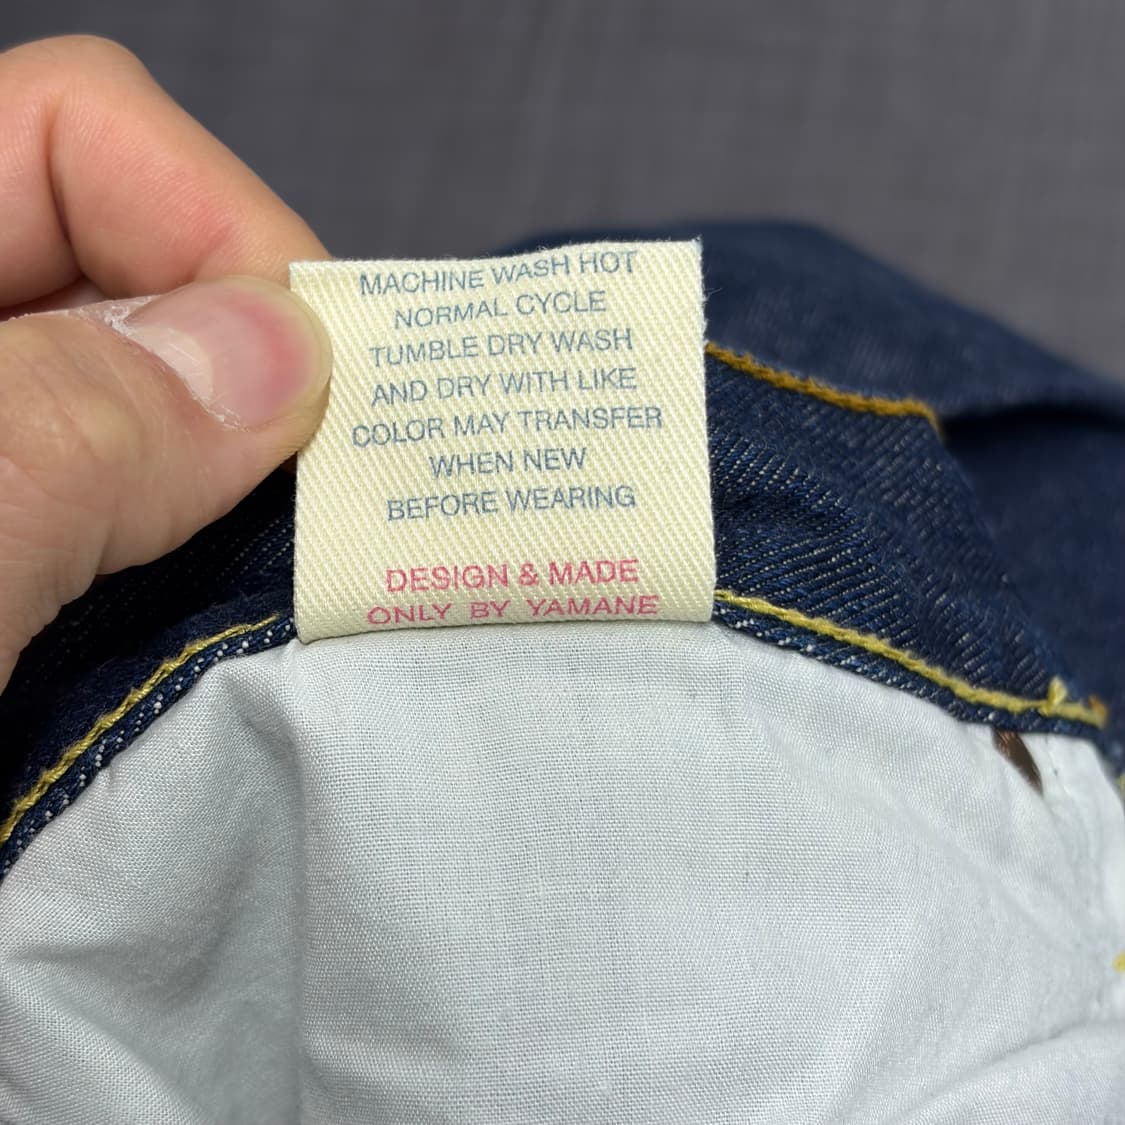 MACHINE WASH HOT
NORMAL CYCLE
TUMBLE DRY WASH
AND DRY WITH LIKE
COLOR MAY TRANSFER
WHEN NEW
BEFORE WEARING
DESIGN & MADE
ONLY BY YAMANE